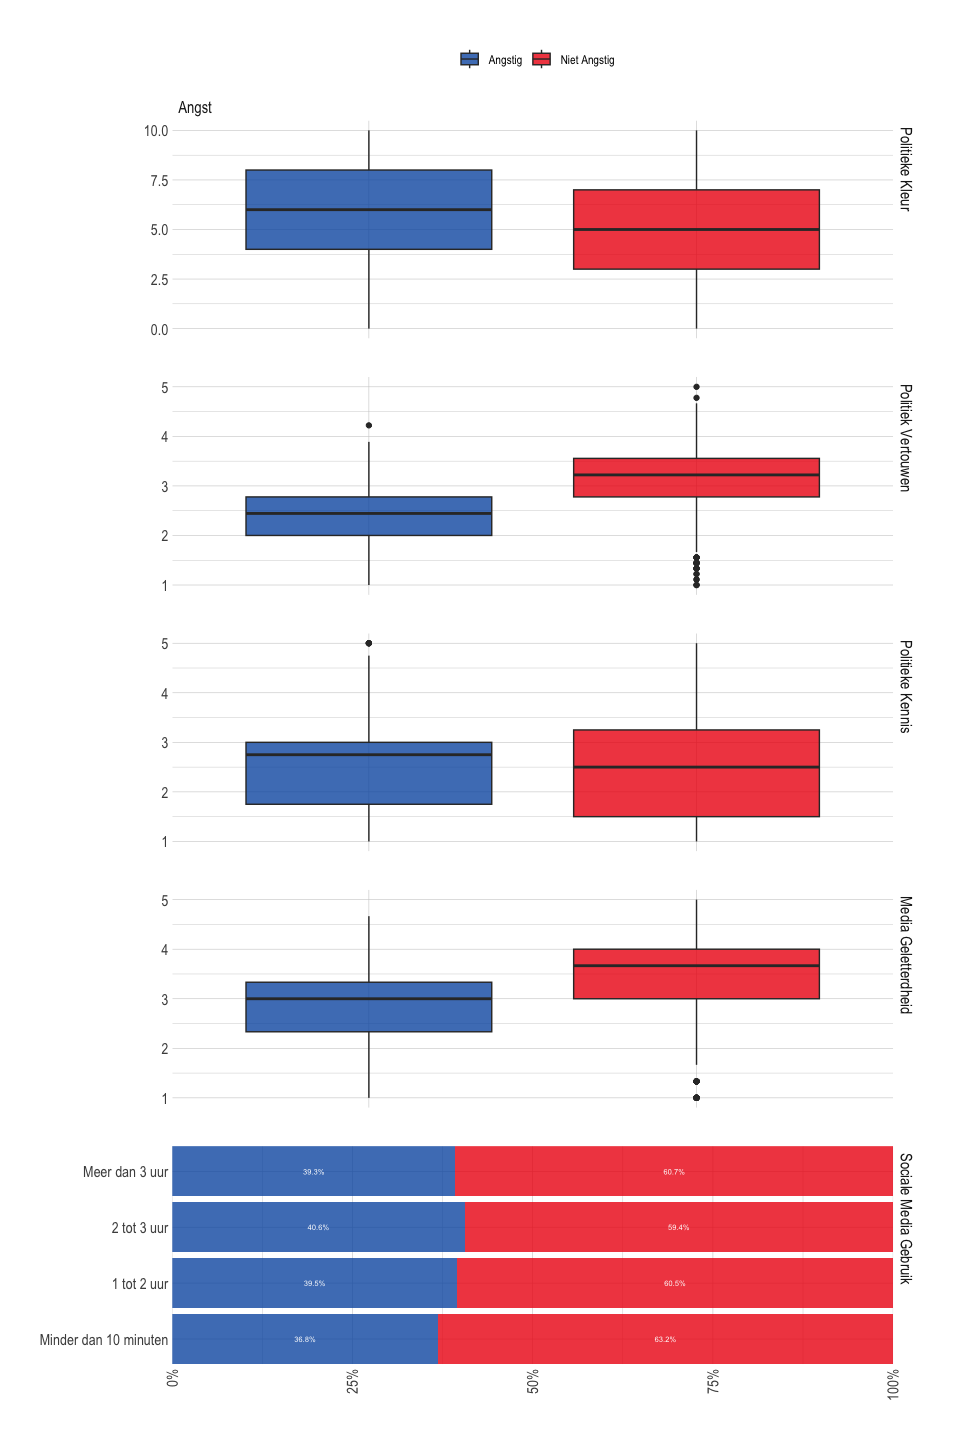 Angstig Niet Angstig
Angst
10.0
7.5
5.0
2.5
0.0
Politieke Kleur
5
4
3
2
1
Politiek Vertouwen
5
4
3
2
1
Politieke Kennis
5
4
3
2
1
Media Geletterdheid
Meer dan 3 uur 39.3% 60.7%
2 tot 3 uur 40.6% 59.4%
1 tot 2 uur 39.5% 60.5%
Minder dan 10 minuten 36.8% 63.2%
Sociale Media Gebruik
0% 25% 50% 75% 100%